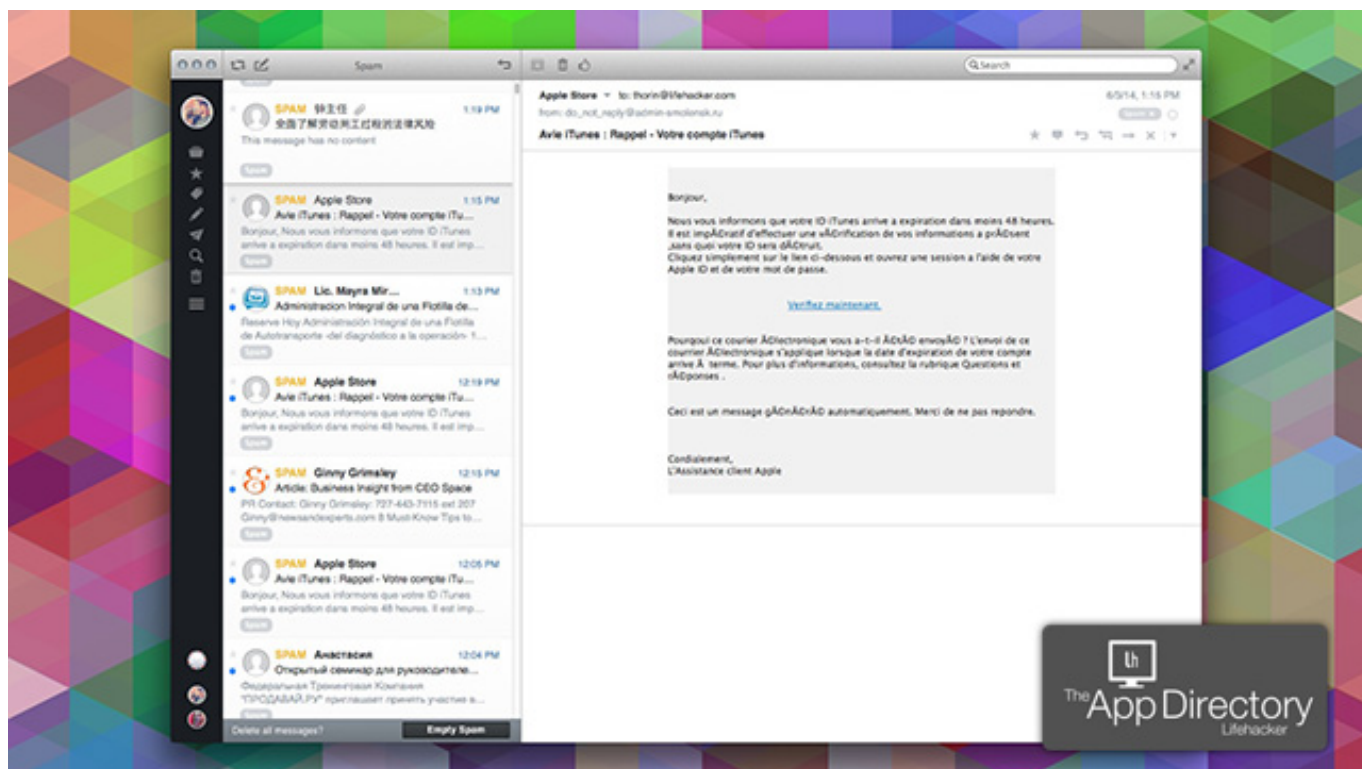 Spam
Search
SPAM 钟主任
1:19 PM
全面了解劳动用工过程的法律风险
This message has no content
Spam
SPAM Apple Store
1:15 PM
Avie iTunes : Rappel - Votre compte iTu...
Bonjour, Nous vous informons que votre ID iTunes
arrive a expiration dans moins 48 heures. Il est imp...
Spam
SPAM Lic. Mayra Mir...
1:13 PM
Administracion Integral de una Flotilla de...
Reserve Hoy Administración Integral de una Flotilla
de Autotransporte -del diagnóstico a la operación- 1...
Spam
SPAM Apple Store
12:19 PM
Avie iTunes : Rappel - Votre compte iTu...
Bonjour, Nous vous informons que votre ID iTunes
arrive a expiration dans moins 48 heures. Il est imp...
Spam
SPAM Ginny Grimsley
12:15 PM
Article: Business Insight from CEO Space
PR Contact: Ginny Grimsley: 727-443-7115 ext 207
Ginny@newsandexperts.com 8 Must-Know Tips to...
Spam
SPAM Apple Store
12:05 PM
Avie iTunes : Rappel - Votre compte iTu...
Bonjour, Nous vous informons que votre ID iTunes
arrive a expiration dans moins 48 heures. Il est imp...
Spam
SPAM Анастасия
12:04 PM
Открытый семинар для руководителе...
Федеральная Тренинговая Компания
"ПРОДАВАЙ.РУ" приглашает принять участие в...
Spam
Delete all messages?
Empty Spam
Apple Store to: thorin@lifehacker.com
6/3/14, 1:15 PM
from: do_not_reply@admin-smolensk.ru
Spam X
Avie iTunes : Rappel - Votre compte iTunes
Bonjour,
Nous vous informons que votre ID iTunes arrive a expiration dans moins 48 heures.
Il est impÃ©ratif d'effectuer une vÃ©rification de vos informations a prÃ©sent
,sans quoi votre ID sera dÃ©truit.
Cliquez simplement sur le lien ci-dessous et ouvrez une session a l'aide de votre
Apple ID et de votre mot de passe.
Verifiez maintenant.
Pourquoi ce courier Ã©lectronique vous a-t-il Ã©tÃ© envoyÃ© ? L'envoi de ce
courrier Ã©lectronique s'applique lorsque la date d'expiration de votre compte
arrive Ã terme. Pour plus d'informations, consultez la rubrique Questions et
rÃ©ponses .
Ceci est un message gÃ©nÃ©rÃ© automatiquement. Merci de ne pas repondre.
Cordialement,
L'Assistance client Apple
lh
The App Directory
Lifehacker